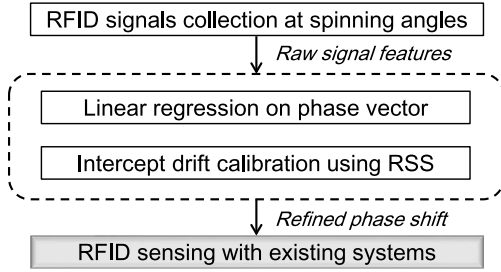 RFID signals collection at spinning angles
Raw signal features
Linear regression on phase vector
Intercept drift calibration using RSS
Refined phase shift
RFID sensing with existing systems